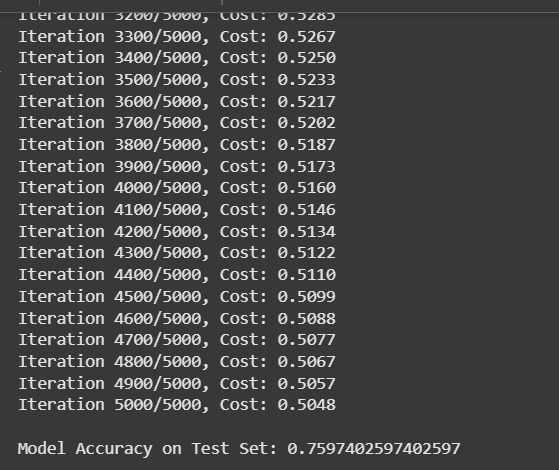 Iteration 3200/5000, Cost: 0.5285
Iteration 3300/5000, Cost: 0.5267
Iteration 3400/5000, Cost: 0.5250
Iteration 3500/5000, Cost: 0.5233
Iteration 3600/5000, Cost: 0.5217
Iteration 3700/5000, Cost: 0.5202
Iteration 3800/5000, Cost: 0.5187
Iteration 3900/5000, Cost: 0.5173
Iteration 4000/5000, Cost: 0.5160
Iteration 4100/5000, Cost: 0.5146
Iteration 4200/5000, Cost: 0.5134
Iteration 4300/5000, Cost: 0.5122
Iteration 4400/5000, Cost: 0.5110
Iteration 4500/5000, Cost: 0.5099
Iteration 4600/5000, Cost: 0.5088
Iteration 4700/5000, Cost: 0.5077
Iteration 4800/5000, Cost: 0.5067
Iteration 4900/5000, Cost: 0.5057
Iteration 5000/5000, Cost: 0.5048
Model Accuracy on Test Set: 0.7597402597402597